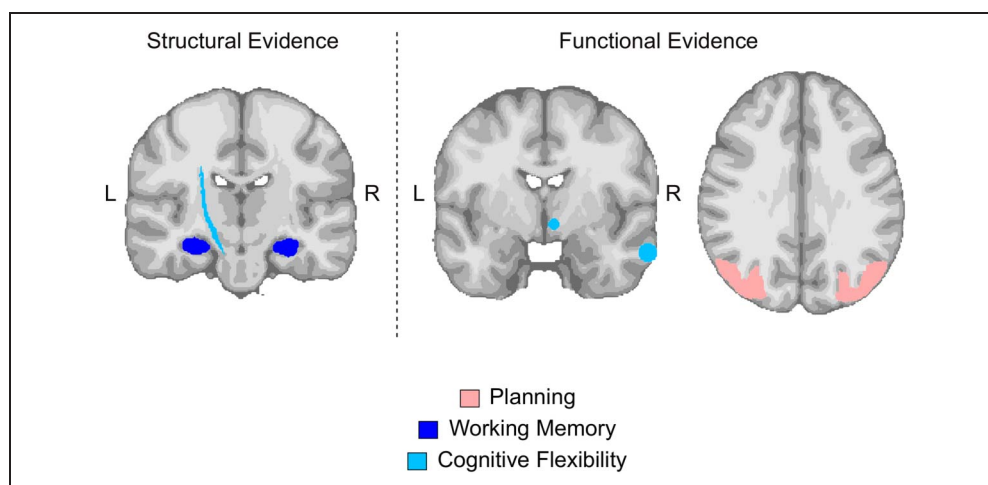 Structural Evidence
Functional Evidence
L
R
L
R
Planning
Working Memory
Cognitive Flexibility